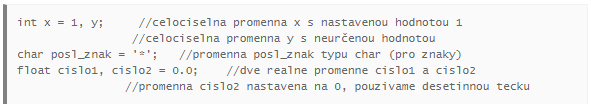 int x = 1, y;     //celociselna promenna x s nastavenou hodnotou 1
//celociselna promenna y s neurčenou hodnotou
char posl_znak = '*';   //promenna posl_znak typu char (pro znaky)
float cislo1, cislo2 = 0.0;    //dve realne promenne cislo1 a cislo2
//promenna cislo2 nastavena na 0, pouzivame desetinnou tecku